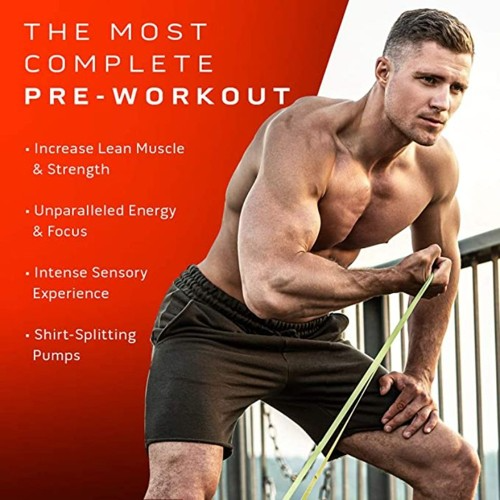 THE MOST
COMPLETE
PRE-WORKOUT
• Increase Lean Muscle
& Strength
• Unparalleled Energy
& Focus
• Intense Sensory
Experience
• Shirt-Splitting
Pumps